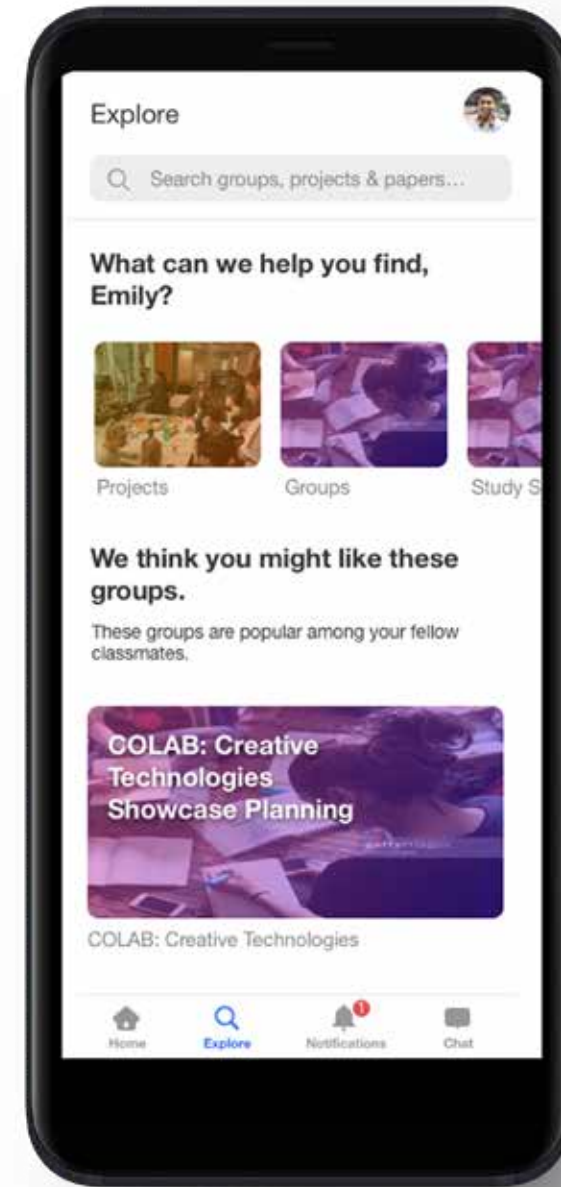 Explore
Search groups, projects & papers...
What can we help you find,
Emily?
Projects
Groups
Study S
We think you might like these
groups.
These groups are popular among your fellow
classmates.
COLAB: Creative
Technologies
Showcase Planning
COLAB: Creative Technologies
1
Home
Explore
Notifications
Chat